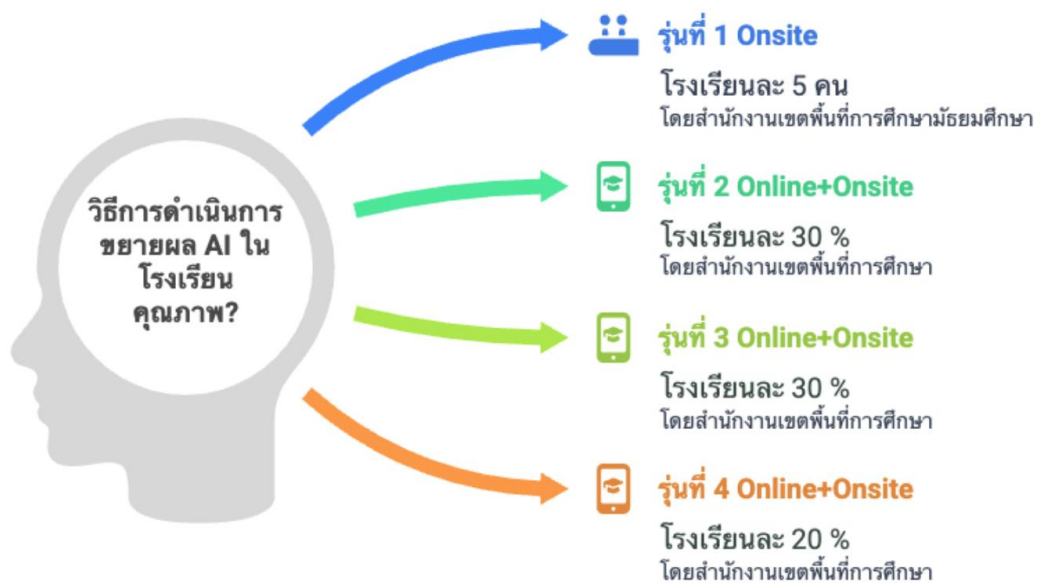 วิธีการดำเนินการ
ขยายผล AI ใน
โรงเรียน
คุณภาพ?
รุ่นที่ 1 Onsite
โรงเรียนละ 5 คน
โดยสำนักงานเขตพื้นที่การศึกษามัธยมศึกษา
รุ่นที่ 2 Online+Onsite
โรงเรียนละ 30 %
โดยสำนักงานเขตพื้นที่การศึกษา
รุ่นที่ 3 Online+Onsite
โรงเรียนละ 30 %
โดยสำนักงานเขตพื้นที่การศึกษา
รุ่นที่ 4 Online+Onsite
โรงเรียนละ 20 %
โดยสำนักงานเขตพื้นที่การศึกษา